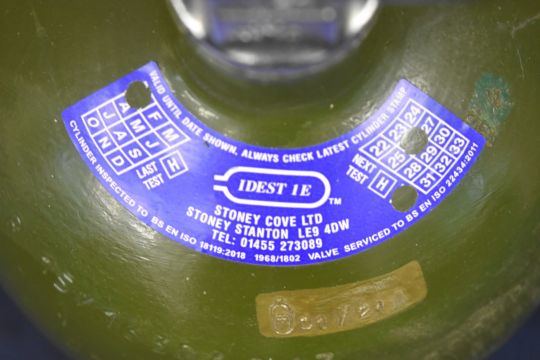 VALID UNTIL DATE SHOWN. ALWAYS CHECK LATEST CYLINDER STAMP
J F M
A M J
J A S
O N D
LAST TEST H
22 23 24
25 27
28 29 30
31 32 33
NEXT TEST H
IDEST IE TM
STONEY COVE LTD
STONEY STANTON LE9 4DW
TEL: 01455 273089
1968/1802
CYLINDER INSPECTED TO BS EN ISO 18119:2018
VALVE SERVICED TO BS EN ISO 22434:2011